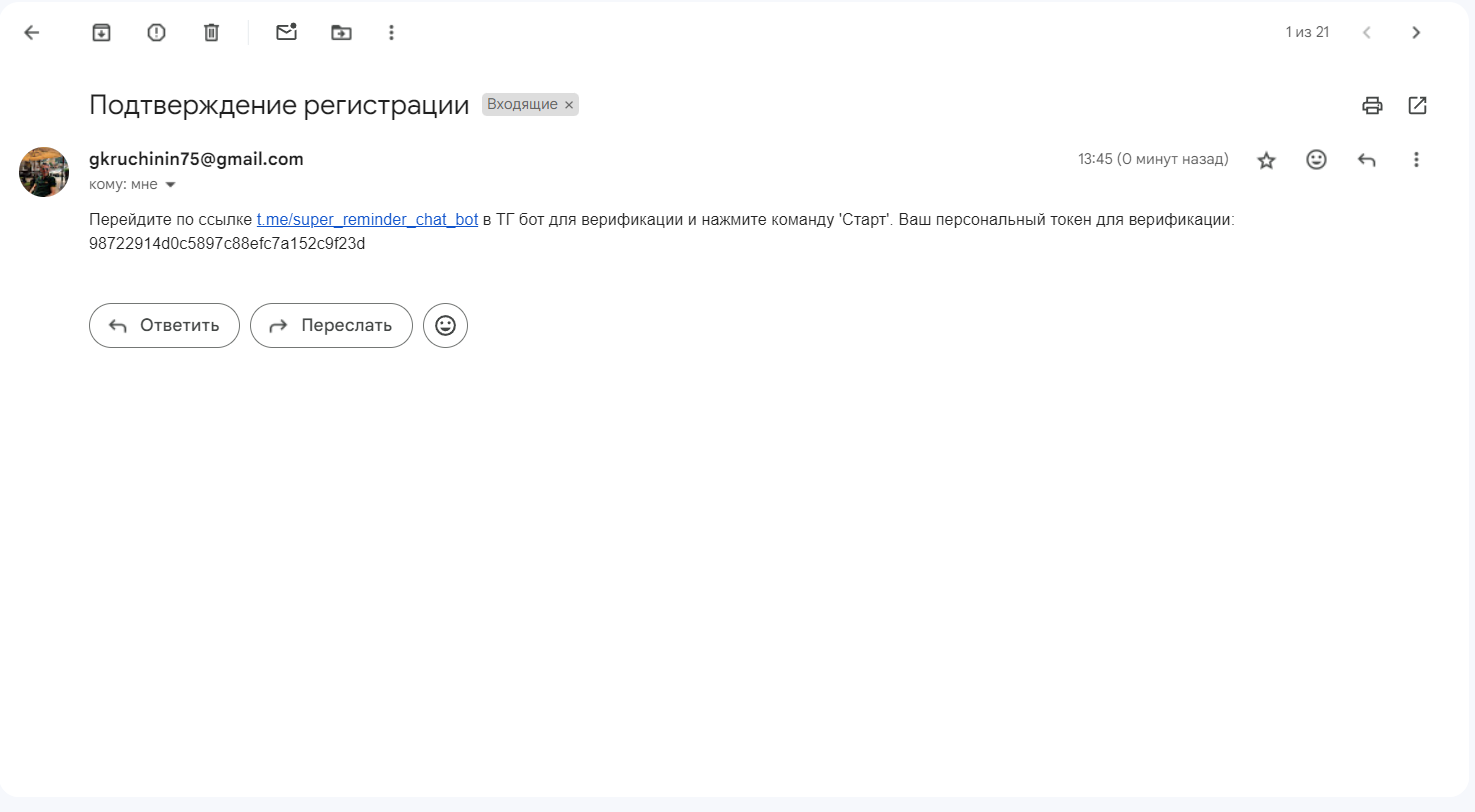 1 из 21
Подтверждение регистрации
Входящие ×
gkruchinin75@gmail.com
13:45 (0 минут назад)
кому: мне
Перейдите по ссылке t.me/super_reminder_chat_bot в ТГ бот для верификации и нажмите команду 'Старт'. Ваш персональный токен для верификации:
98722914d0c5897c88efc7a152c9f23d
Ответить
Переслать